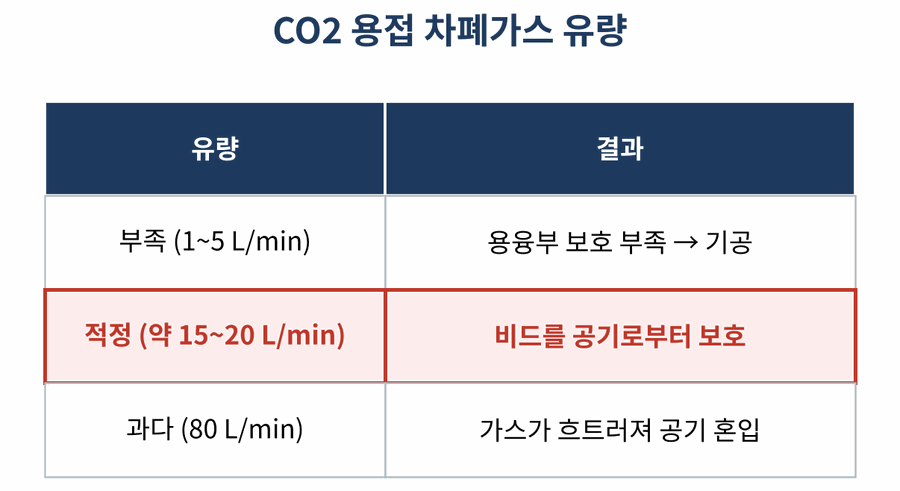 CO2 용접 차폐가스 유량
유량
결과
부족 (1~5 L/min)
용융부 보호 부족 → 기공
적정 (약 15~20 L/min)
비드를 공기로부터 보호
과다 (80 L/min)
가스가 흐트러져 공기 혼입